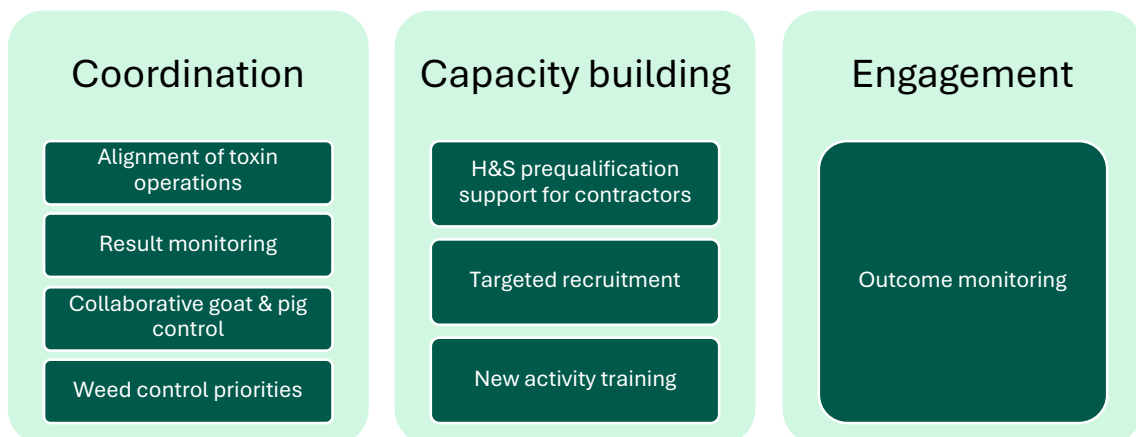 Coordination
Alignment of toxin
operations
Result monitoring
Collaborative goat & pig
control
Weed control priorities
Capacity building
H&S prequalification
support for contractors
Targeted recruitment
New activity training
Engagement
Outcome monitoring